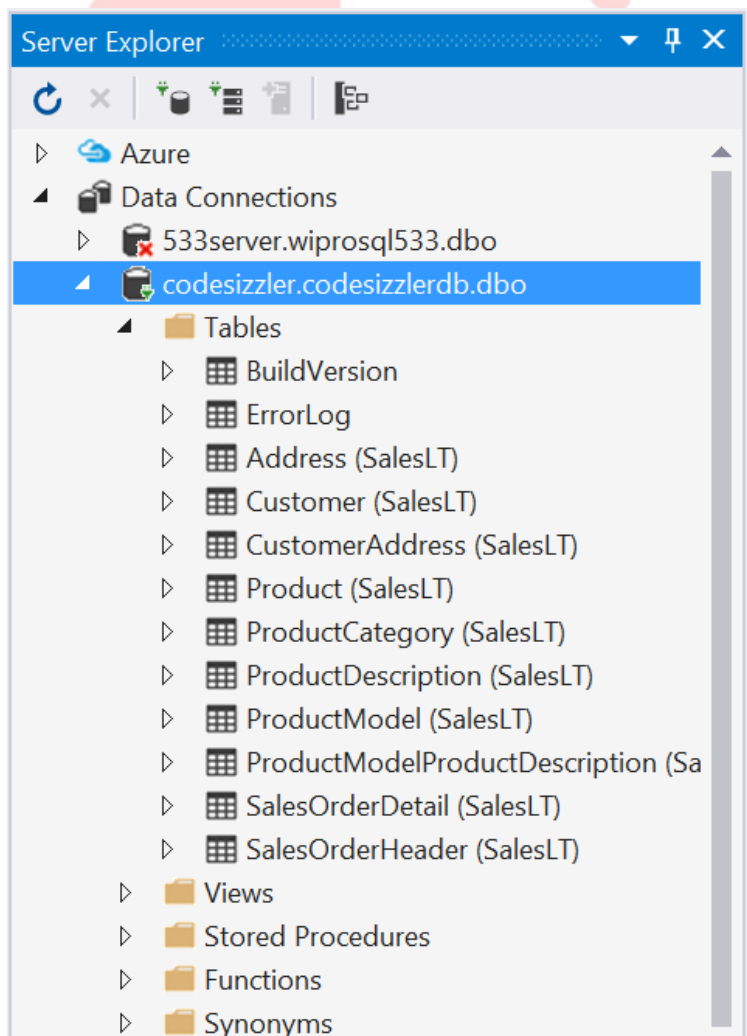 Server Explorer
Azure
Data Connections
533server.wiprosql533.dbo
codesizzler.codesizzlerdb.dbo
Tables
BuildVersion
ErrorLog
Address (SalesLT)
Customer (SalesLT)
CustomerAddress (SalesLT)
Product (SalesLT)
ProductCategory (SalesLT)
ProductDescription (SalesLT)
ProductModel (SalesLT)
ProductModelProductDescription (Sa
SalesOrderDetail (SalesLT)
SalesOrderHeader (SalesLT)
Views
Stored Procedures
Functions
Synonyms